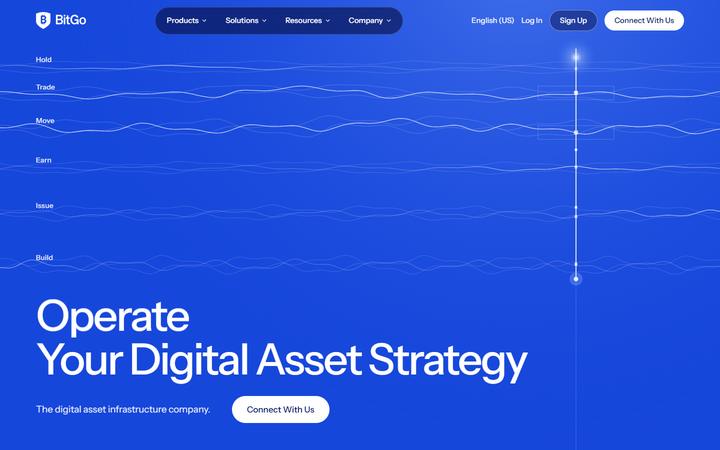 BitGo
Products Solutions Resources Company
English (US) Log In Sign Up Connect With Us
Hold
Trade
Move
Earn
Issue
Build
Operate
Your Digital Asset Strategy
The digital asset infrastructure company. Connect With Us